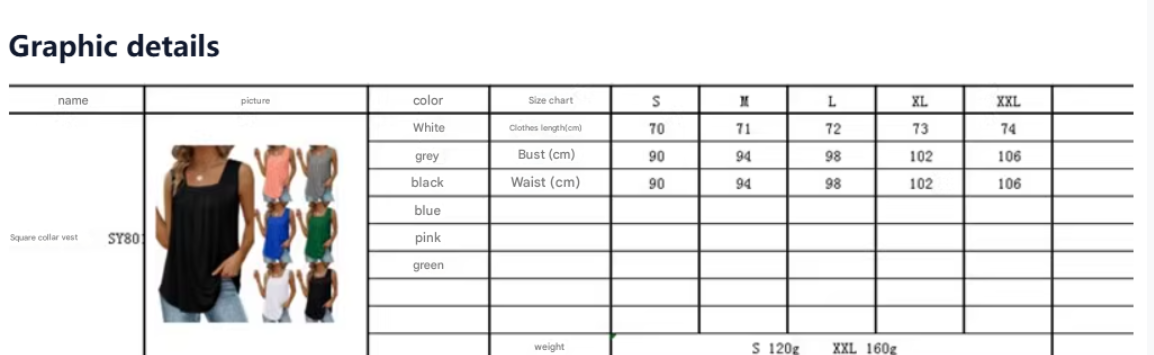 Graphic details
name picture color Size chart S M L XL XXL
White Clothes length(cm) 70 71 72 73 74
grey Bust (cm) 90 94 98 102 106
black Waist (cm) 90 94 98 102 106
blue
Square collar vest SY801 pink
green
weight S 120g XXL 160g